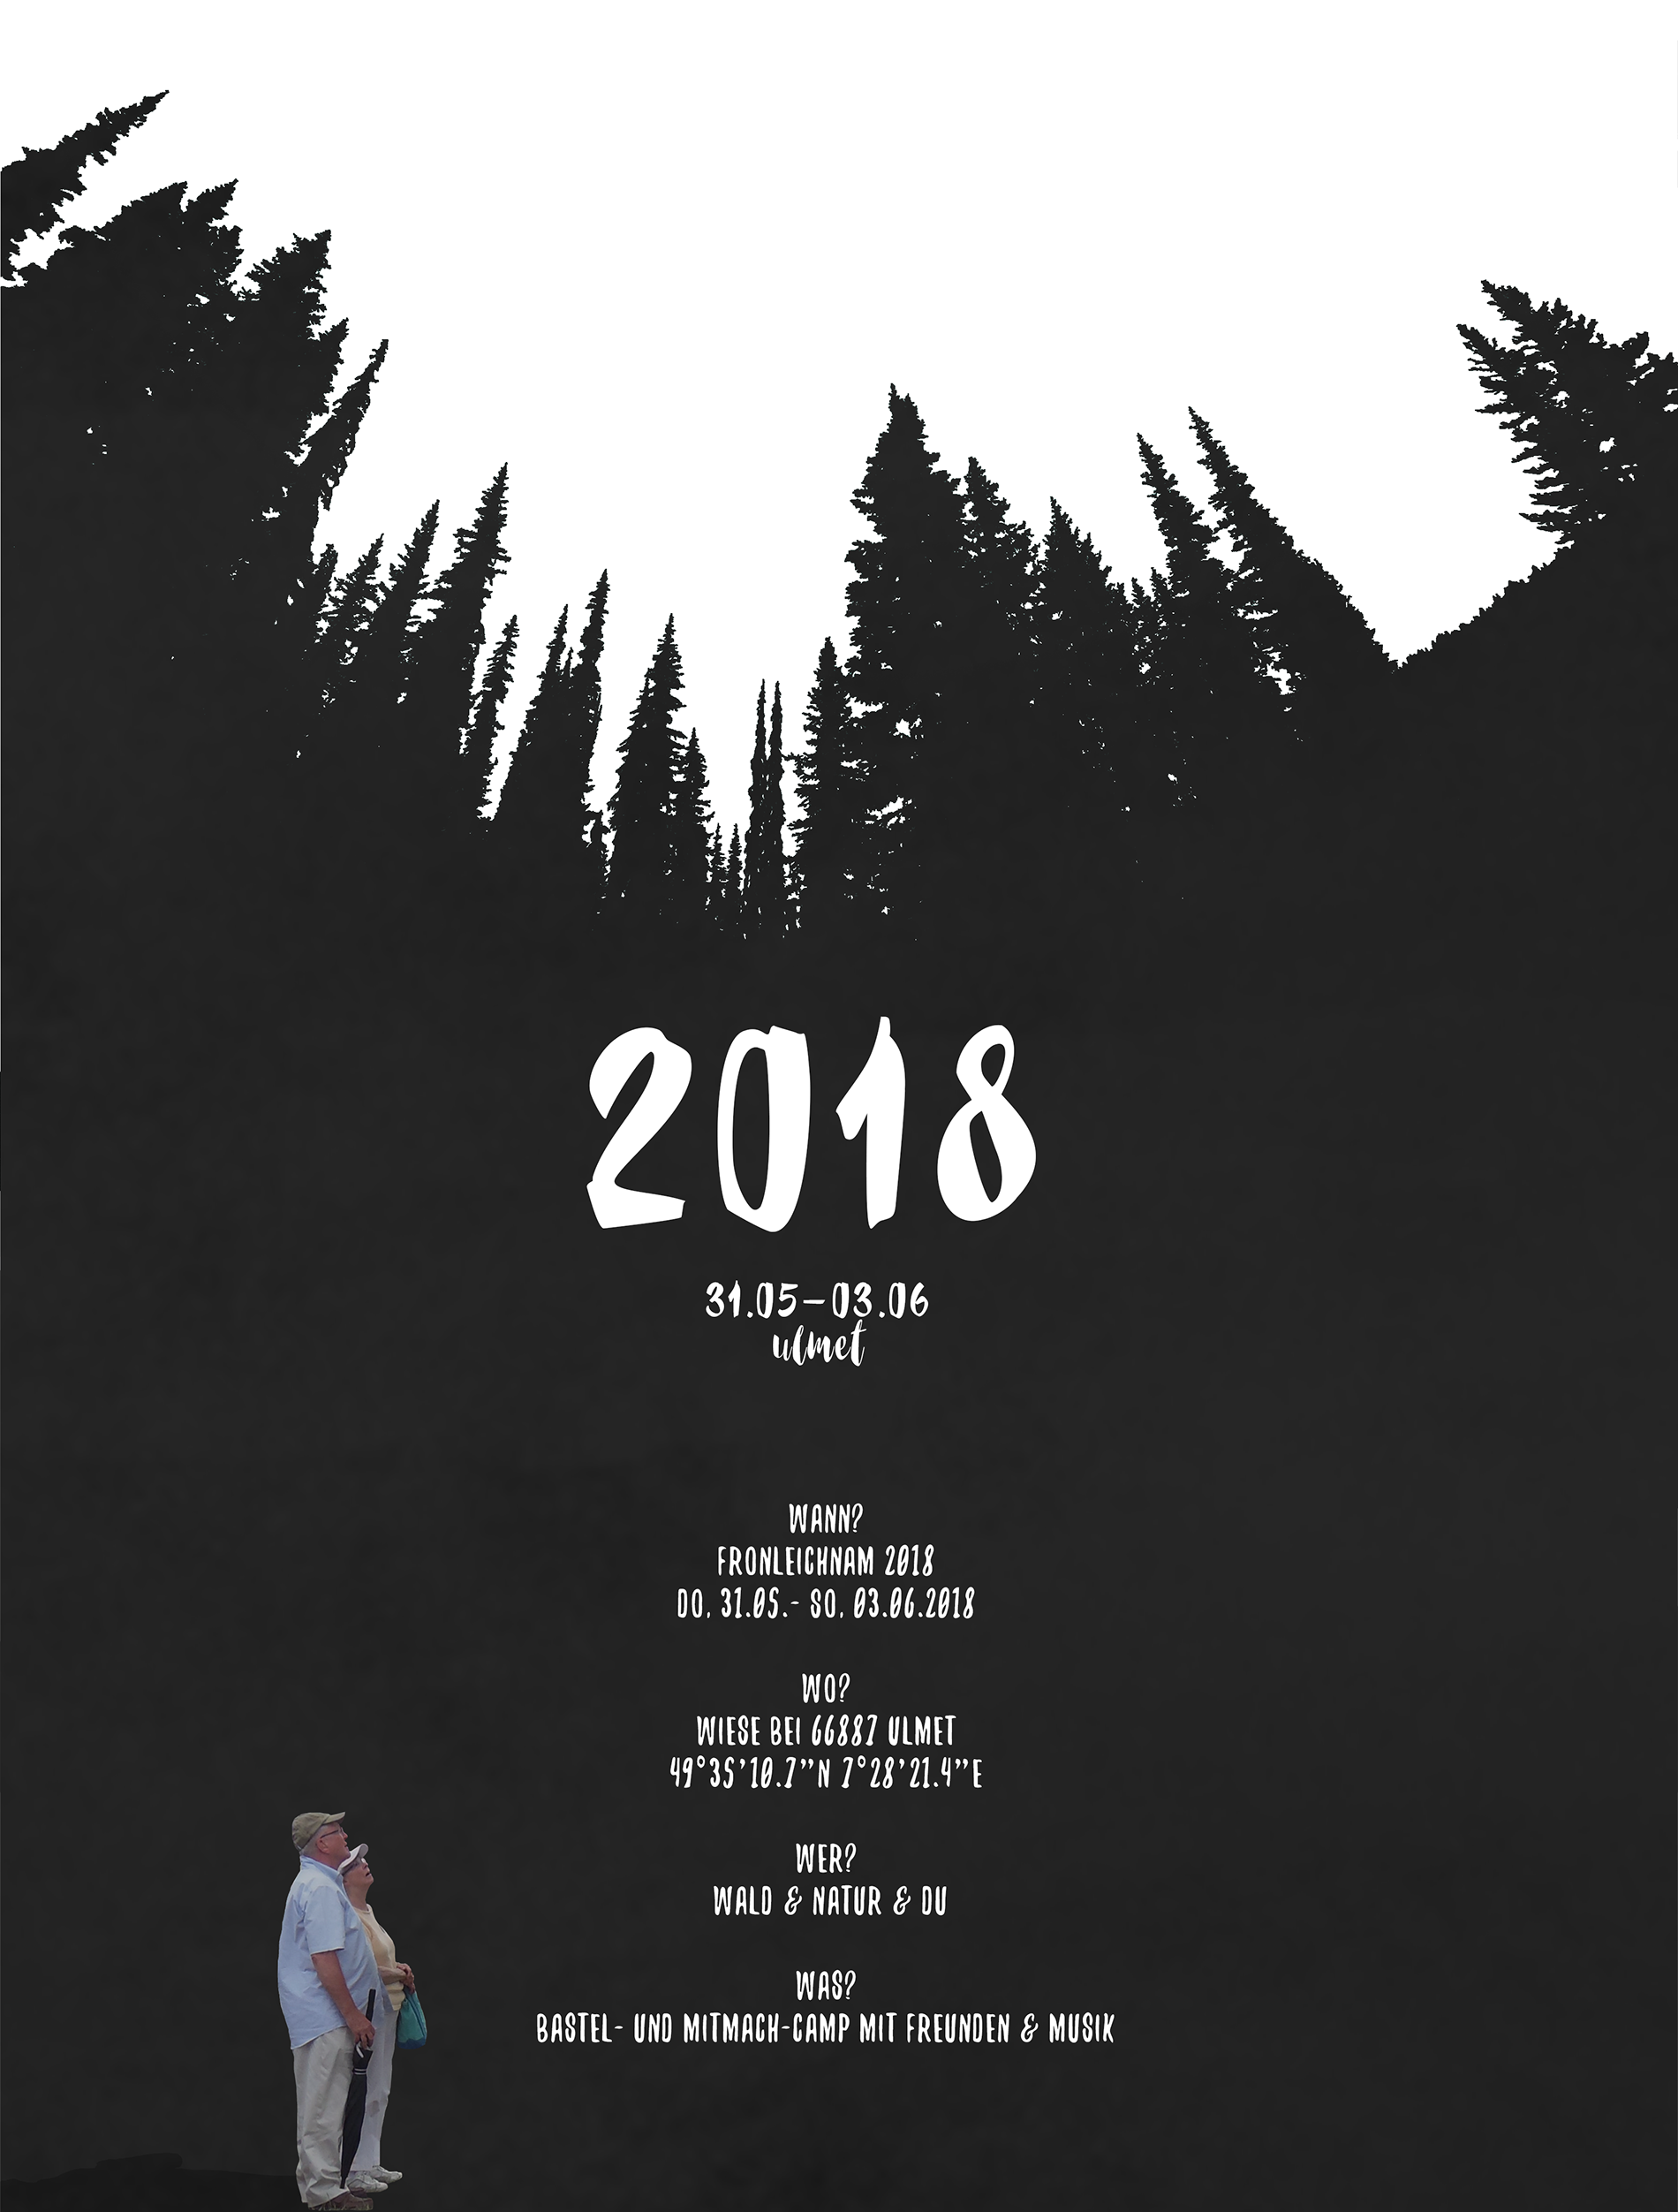 2018
31.05–03.06
ulmet
WANN?
FRONLEICHNAM 2018
DO, 31.05.- SO, 03.06.2018
WO?
WIESE BEI 66887 ULMET
49°35’10.7”N 7°28’21.4”E
WER?
WALD & NATUR & DU
WAS?
BASTEL- UND MITMACH-CAMP MIT FREUNDEN & MUSIK